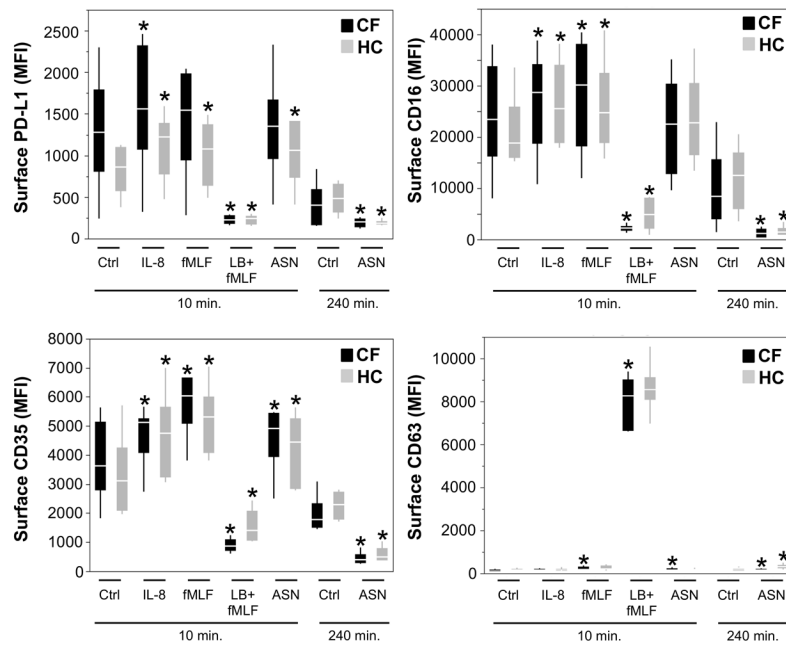 Surface PD-L1 (MFI)
2500
2000
1500
1000
500
0
*
*
*
*
*
*
*
*
CF
HC
Ctrl
IL-8
fMLF
LB+
fMLF
ASN
Ctrl
ASN
10 min.
240 min.
Surface CD16 (MFI)
40000
30000
20000
10000
0
*
*
*
*
*
*
*
*
CF
HC
Ctrl
IL-8
fMLF
LB+
fMLF
ASN
Ctrl
ASN
10 min.
240 min.
Surface CD35 (MFI)
8000
7000
6000
5000
4000
3000
2000
1000
0
*
*
*
*
*
*
*
*
*
*
CF
HC
Ctrl
IL-8
fMLF
LB+
fMLF
ASN
Ctrl
ASN
10 min.
240 min.
Surface CD63 (MFI)
10000
8000
6000
4000
2000
0
*
*
*
*
*
CF
HC
Ctrl
IL-8
fMLF
LB+
fMLF
ASN
Ctrl
ASN
10 min.
240 min.